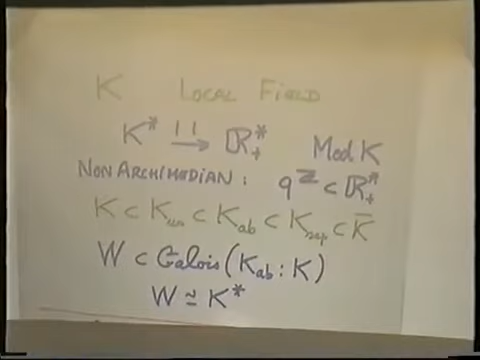 K LOCAL FIELD
K* | | → ℝ₊* Mod K
NON ARCHIMEDIAN : q^ℤ ⊂ ℝ₊*
K ⊂ K_un ⊂ K_ab ⊂ K_sep ⊂ K̄
W ⊂ Galois (K_ab : K)
W ≃ K*